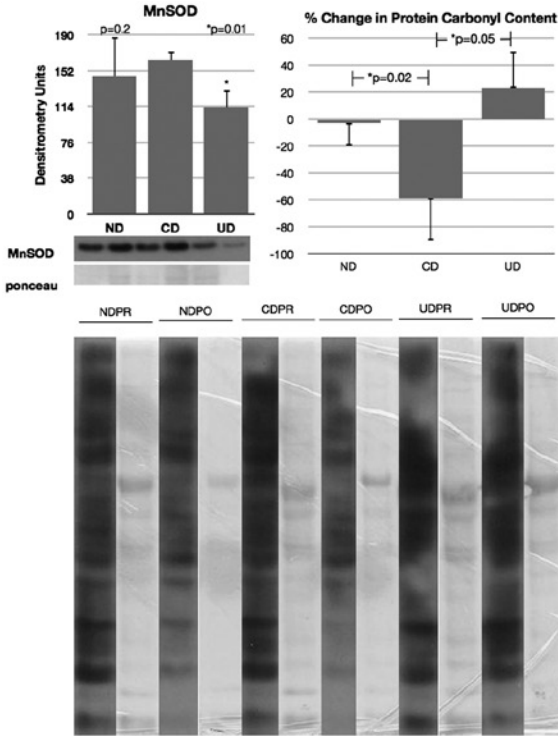 MnSOD
p=0.2
*p=0.01
*
Densitrometry Units
190
152
114
76
38
0
ND CD UD
MnSOD
ponceau
% Change in Protein Carbonyl Content
*p=0.05
*p=0.02
60
40
20
0
-20
-40
-60
-80
-100
ND CD UD
NDPR NDPO CDPR CDPO UDPR UDPO